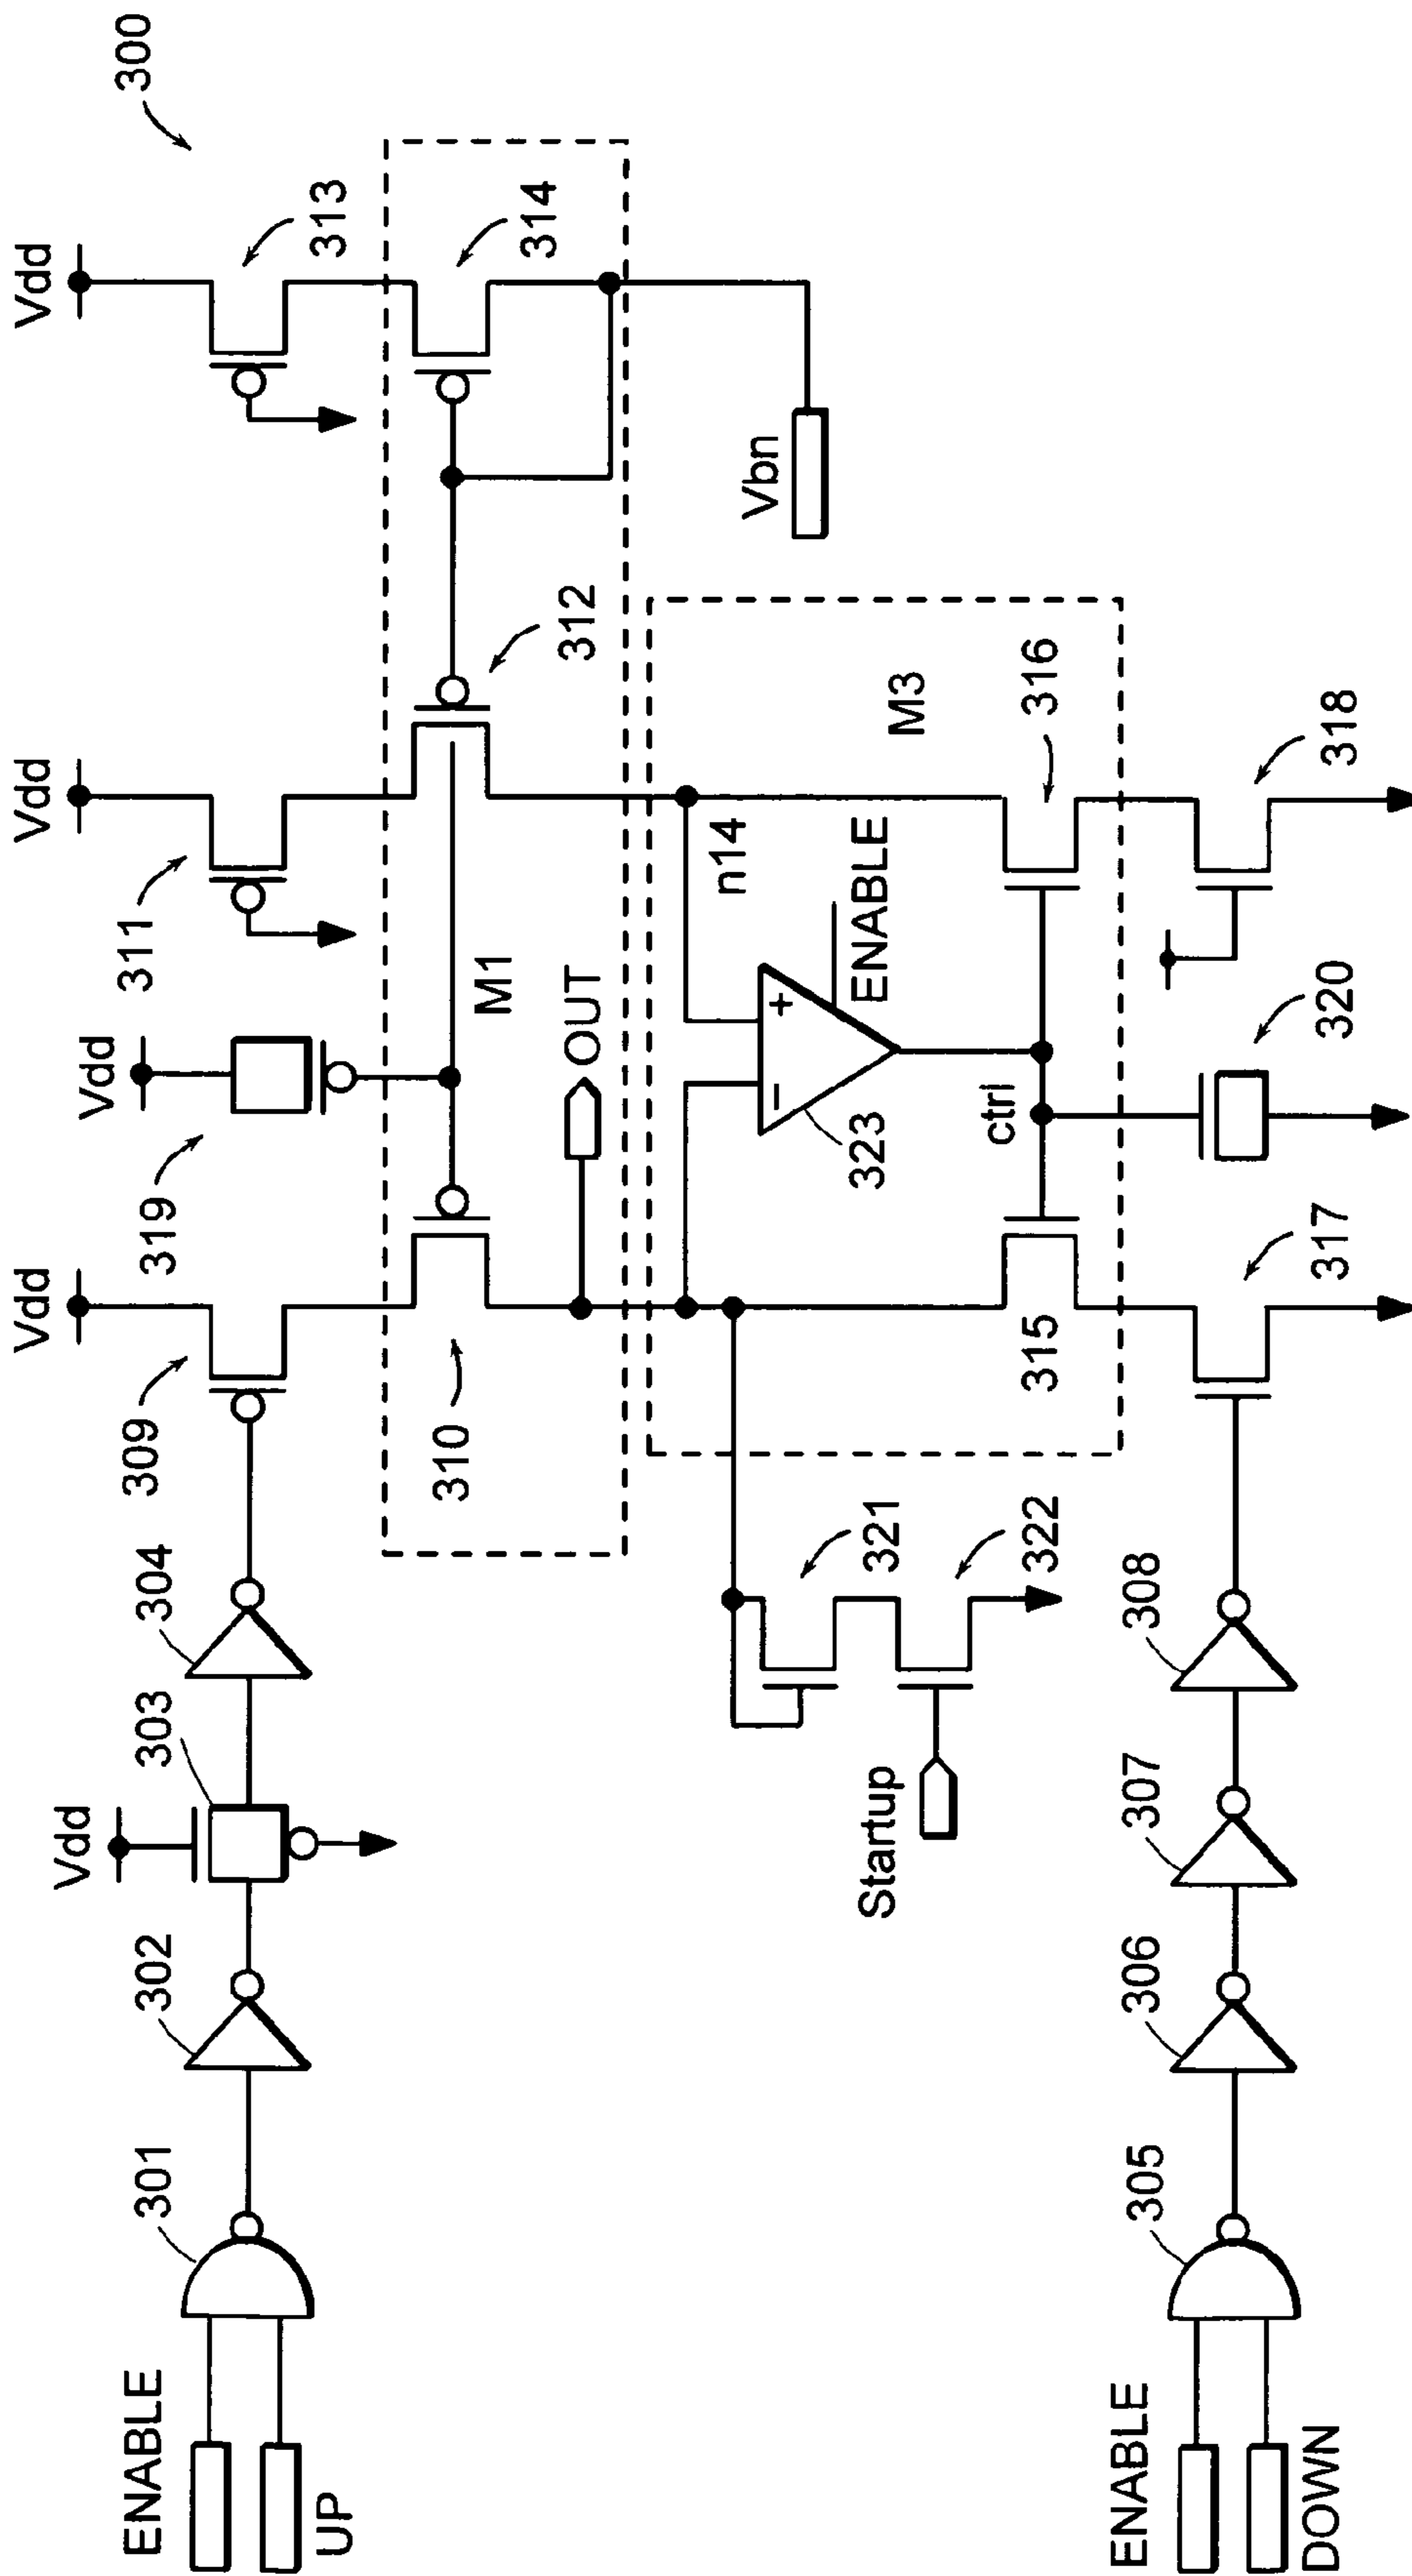 300
Vdd
Vdd
Vdd
Vdd
Vdd
313
311
319
309
304
303
302
301
ENABLE
UP
314
312
M1
310
OUT
Vbn
n14
M3
+
−
ENABLE
323
ctrl
316
315
321
322
Startup
318
320
317
308
307
306
305
ENABLE
DOWN